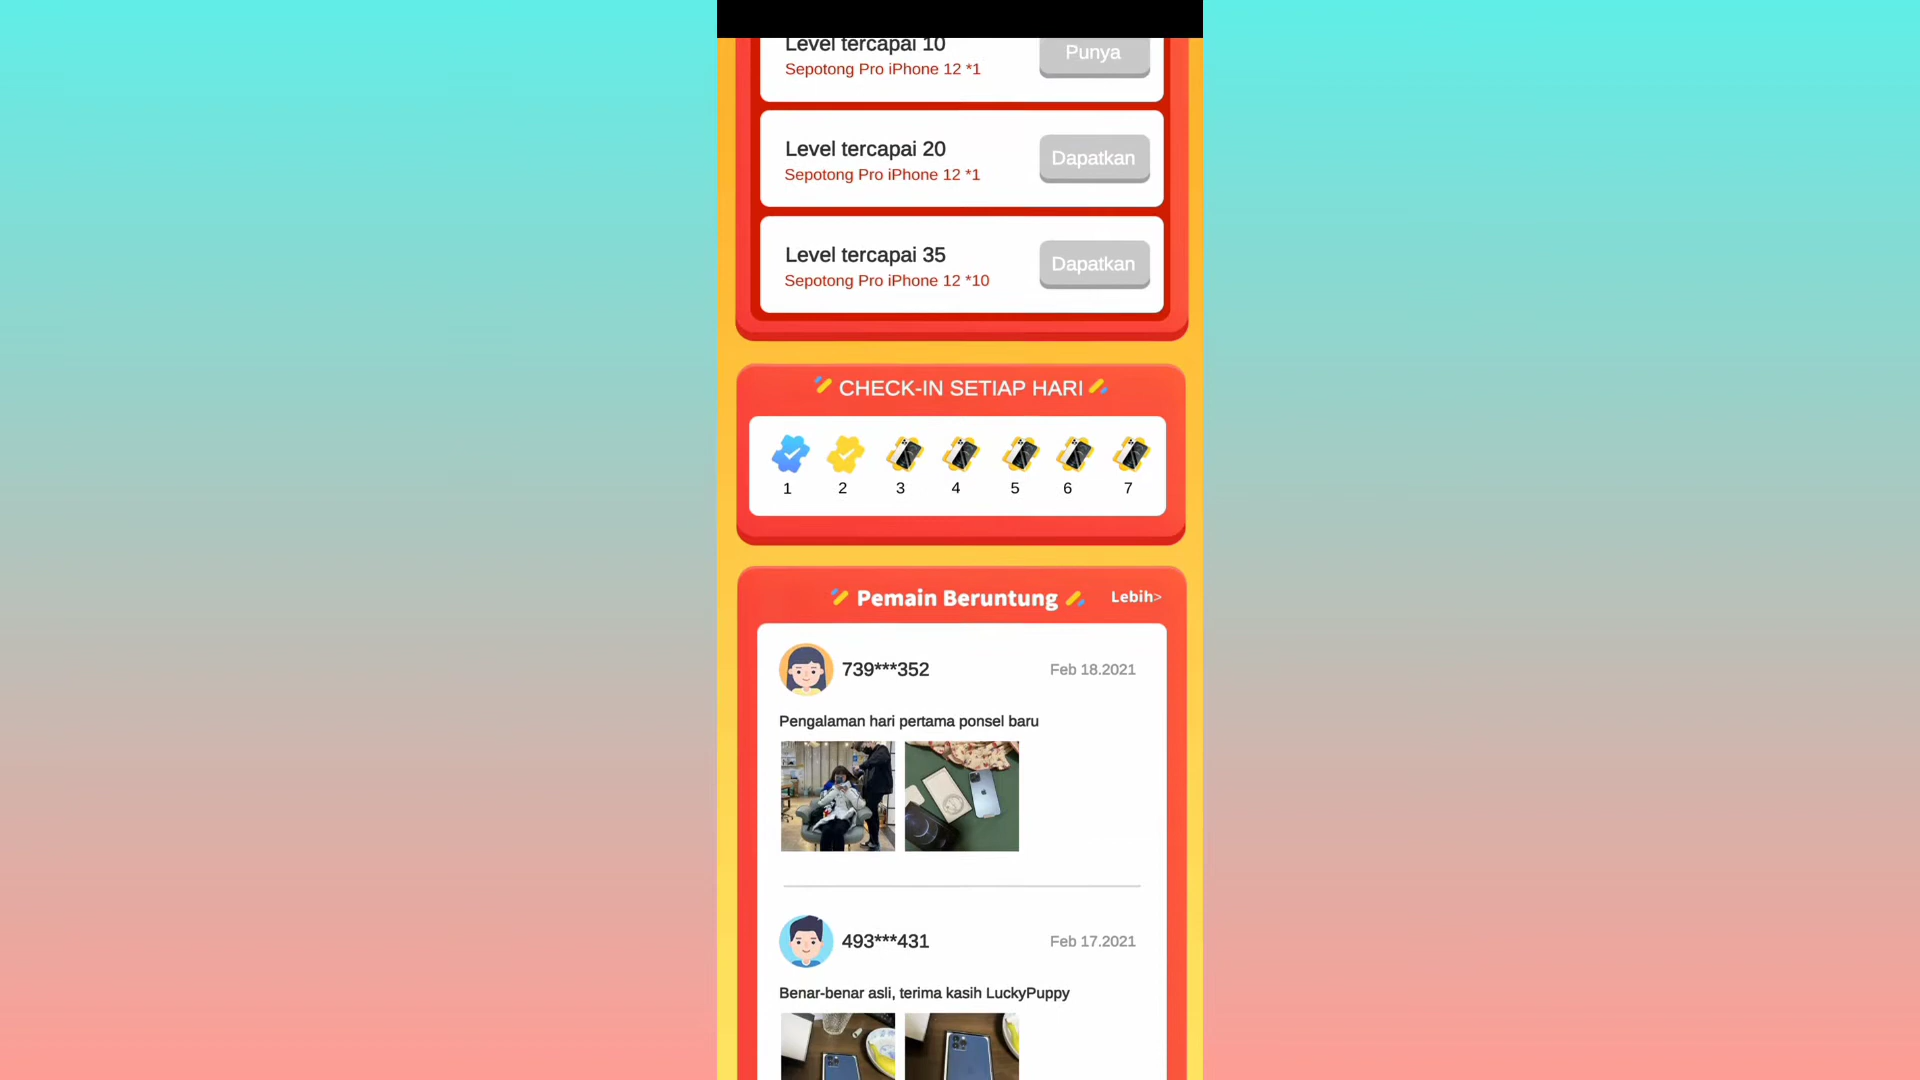 Level tercapai 10
Sepotong Pro iPhone 12 *1
Punya
Level tercapai 20
Sepotong Pro iPhone 12 *1
Dapatkan
Level tercapai 35
Sepotong Pro iPhone 12 *10
Dapatkan
CHECK-IN SETIAP HARI
1 2 3 4 5 6 7
Pemain Beruntung
Lebih>
739***352
Feb 18.2021
Pengalaman hari pertama ponsel baru
493***431
Feb 17.2021
Benar-benar asli, terima kasih LuckyPuppy